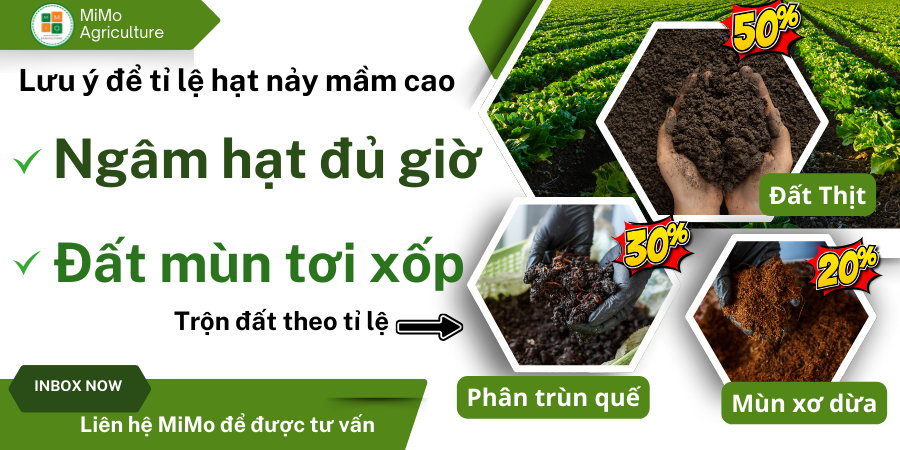 MiMo
Agriculture
Lưu ý để tỉ lệ hạt nảy mầm cao
Ngâm hạt đủ giờ
Đất mùn tơi xốp
Trộn đất theo tỉ lệ
50%
Đất Thịt
30%
Phân trùn quế
20%
Mùn xơ dừa
INBOX NOW
Liên hệ MiMo để được tư vấn